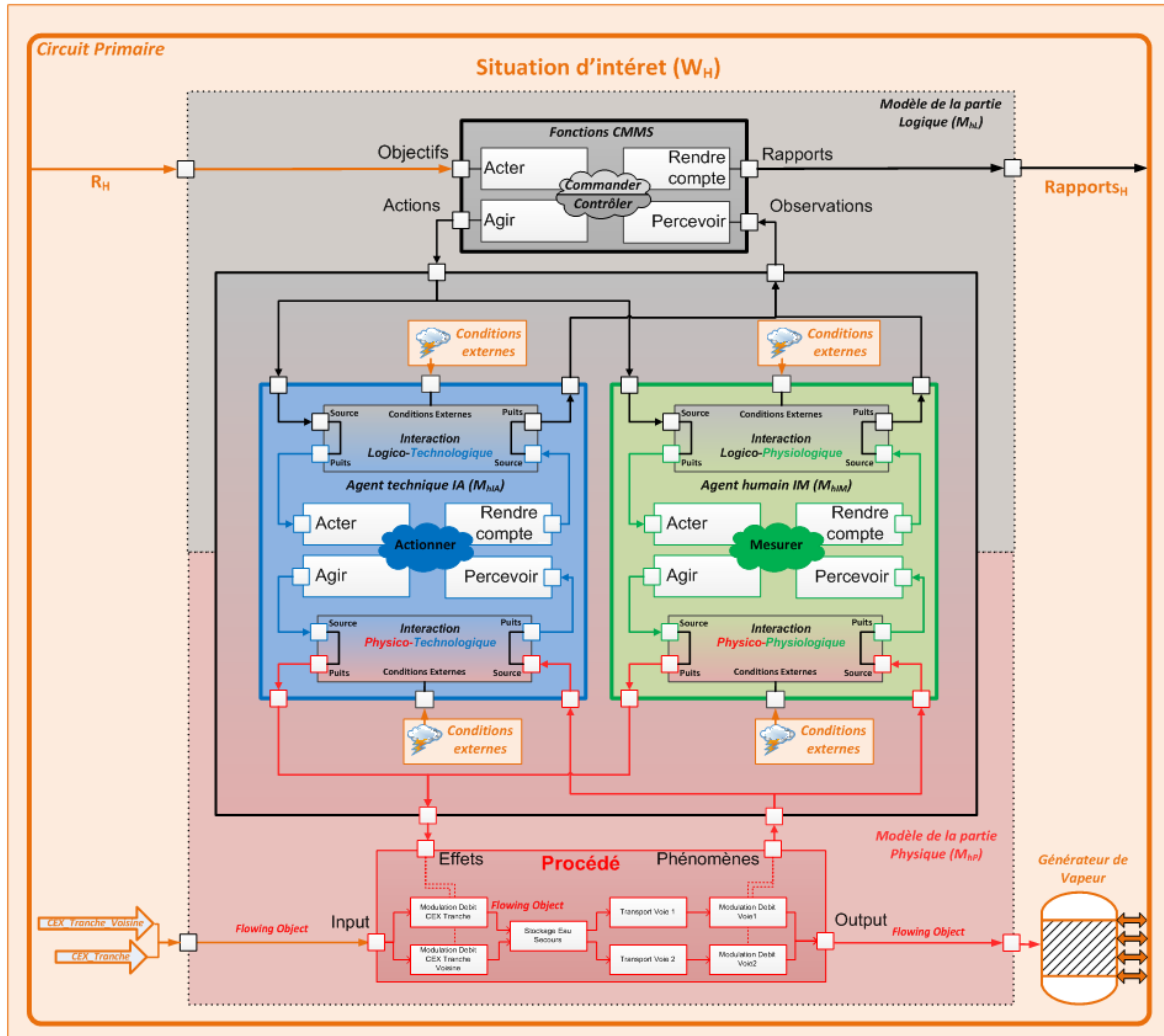 Circuit Primaire
Situation d'intéret (WH)
Modèle de la partie
Logique (MhL)
Fonctions CMMS
Objectifs
Acter
Rendre
compte
Rapports
Commander
Contrôler
RH
RapportsH
Actions
Agir
Percevoir
Observations
Conditions
externes
Conditions
externes
Source
Conditions Externes
Puits
Interaction
Logico-Technologique
Puits
Source
Source
Conditions Externes
Puits
Interaction
Logico-Physiologique
Puits
Source
Agent technique IA (MhIA)
Agent humain IM (MhIM)
Acter
Rendre
compte
Actionner
Agir
Percevoir
Acter
Rendre
compte
Mesurer
Agir
Percevoir
Source
Interaction
Puits
Physico-Technologique
Puits
Conditions Externes
Source
Source
Interaction
Puits
Physico-Physiologique
Puits
Conditions Externes
Source
Conditions
externes
Conditions
externes
Modèle de la partie
Physique (MhP)
Effets
Procédé
Phénomènes
Générateur de
Vapeur
CEX_Tranche_Voisine
CEX_Tranche
Flowing Object
Input
Modulation Debit
CEX Tranche
Flowing Object
Modulation Debit
CEX Tranche
Voisine
Stockage Eau
Secours
Transport Voie 1
Transport Voie 2
Modulation Debit
Voie1
Modulation Debit
Voie2
Output
Flowing Object